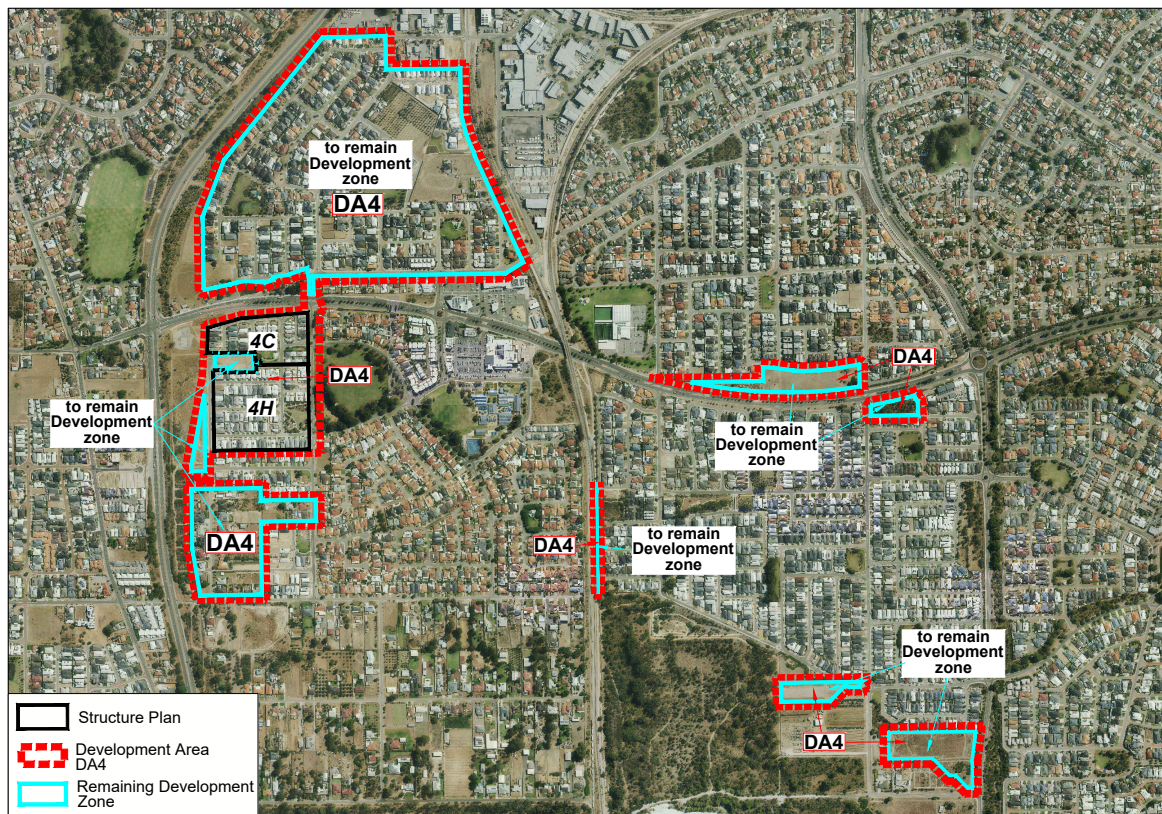 to remain
Development
zone
DA4
4C
DA4
4H
to remain
Development
zone
DA4
DA4
DA4
to remain
Development
zone
DA4
to remain
Development
zone
to remain
Development
zone
DA4
Structure Plan
Development Area
DA4
Remaining Development
Zone